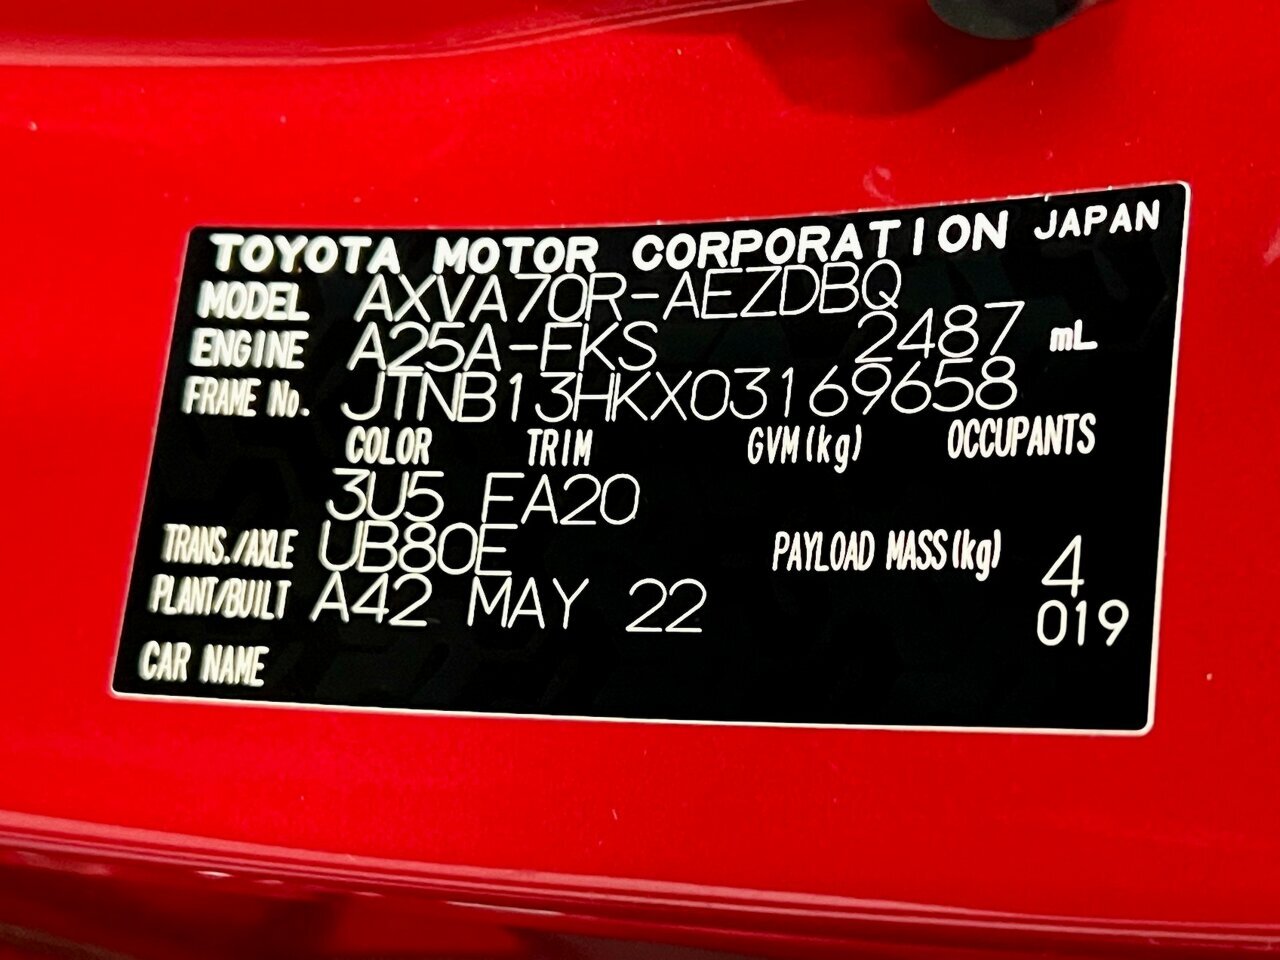 TOYOTA MOTOR CORPORATION JAPAN
MODEL AXVA70R-AEZDBQ
ENGINE A25A-FKS 2487 mL
FRAME No. JTNB13HKX03169658
COLOR TRIM GVM(kg) OCCUPANTS
3U5 FA20
TRANS./AXLE UB80E PAYLOAD MASS(kg) 4
PLANT/BUILT A42 MAY 22 019
CAR NAME